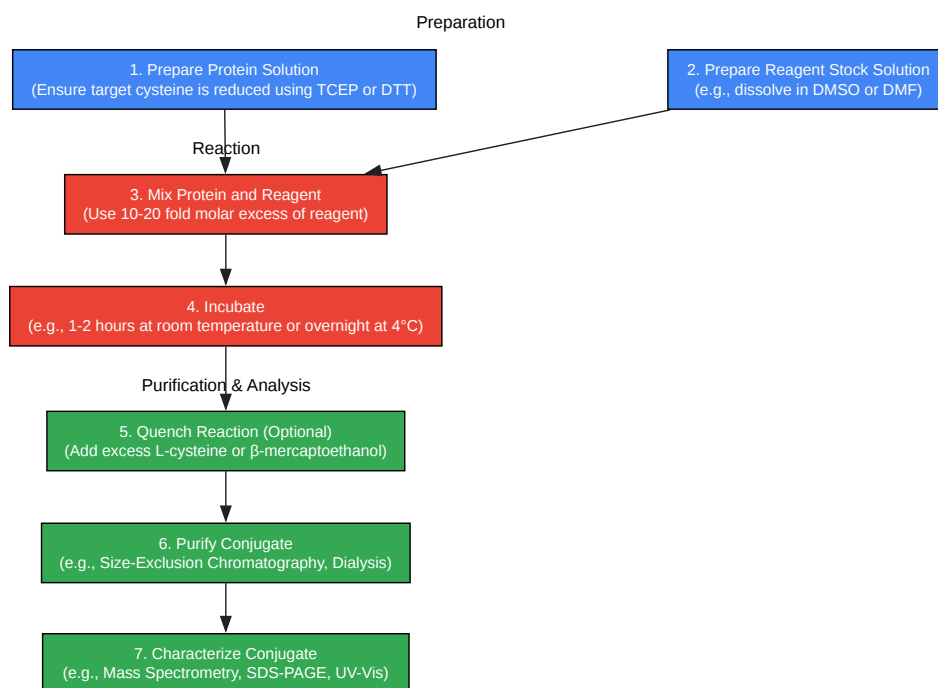 Preparation
1. Prepare Protein Solution
(Ensure target cysteine is reduced using TCEP or DTT)
2. Prepare Reagent Stock Solution
(e.g., dissolve in DMSO or DMF)
Reaction
3. Mix Protein and Reagent
(Use 10-20 fold molar excess of reagent)
4. Incubate
(e.g., 1-2 hours at room temperature or overnight at 4°C)
Purification & Analysis
5. Quench Reaction (Optional)
(Add excess L-cysteine or β-mercaptoethanol)
6. Purify Conjugate
(e.g., Size-Exclusion Chromatography, Dialysis)
7. Characterize Conjugate
(e.g., Mass Spectrometry, SDS-PAGE, UV-Vis)